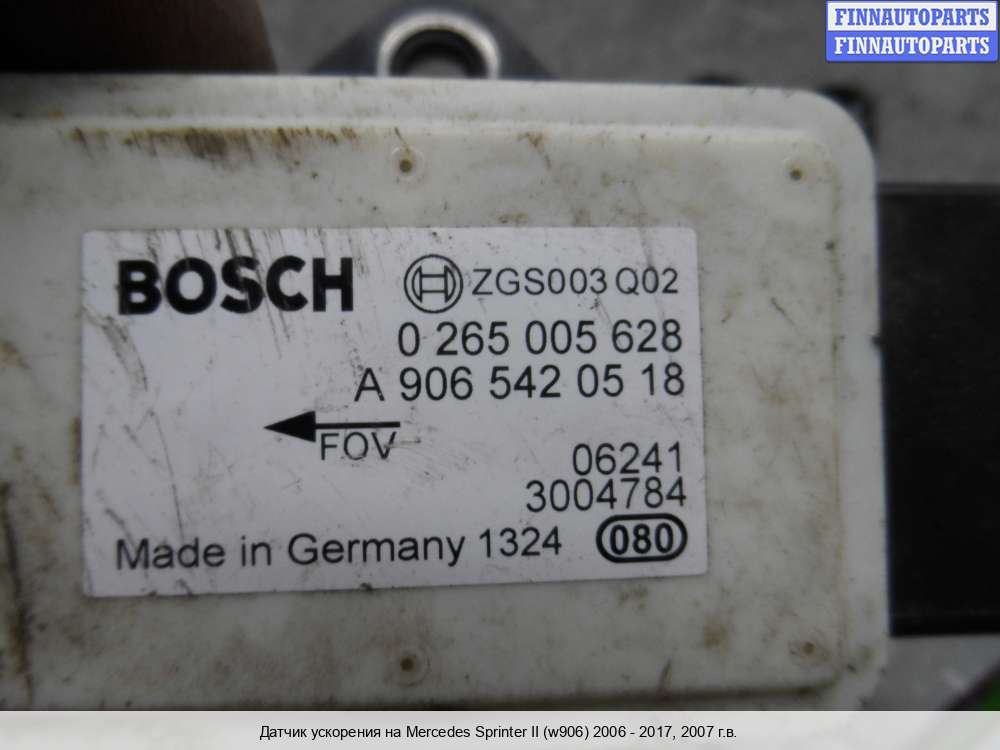 FINNAUTOPARTS
FINNAUTOPARTS
BOSCH ZGS003 Q02
0 265 005 628
A 906 542 05 18
FOV
06241
3004784
Made in Germany 1324 080
Датчик ускорения на Mercedes Sprinter II (w906) 2006 - 2017, 2007 г.в.